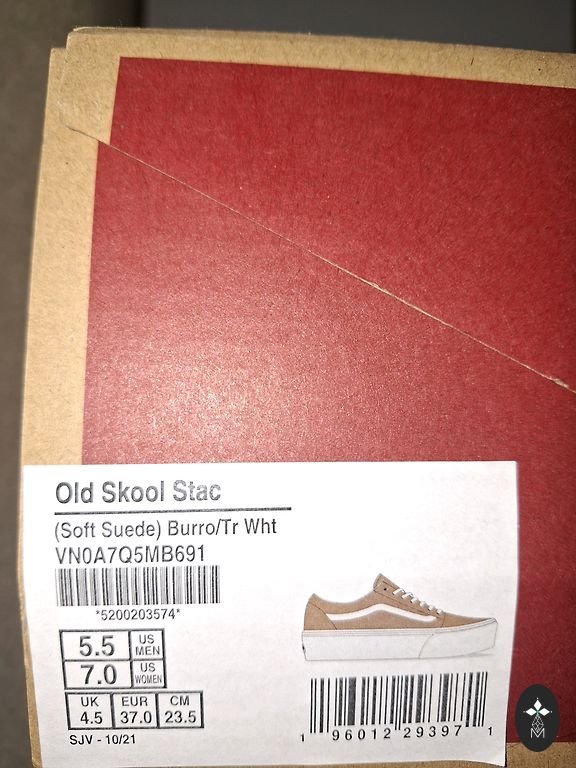 Old Skool Stac
(Soft Suede) Burro/Tr Wht
VN0A7Q5MB691
*5200203574*
5.5 US MEN
7.0 US WOMEN
UK EUR CM
4.5 37.0 23.5
SJV - 10/21
1 96012 29397 1
M